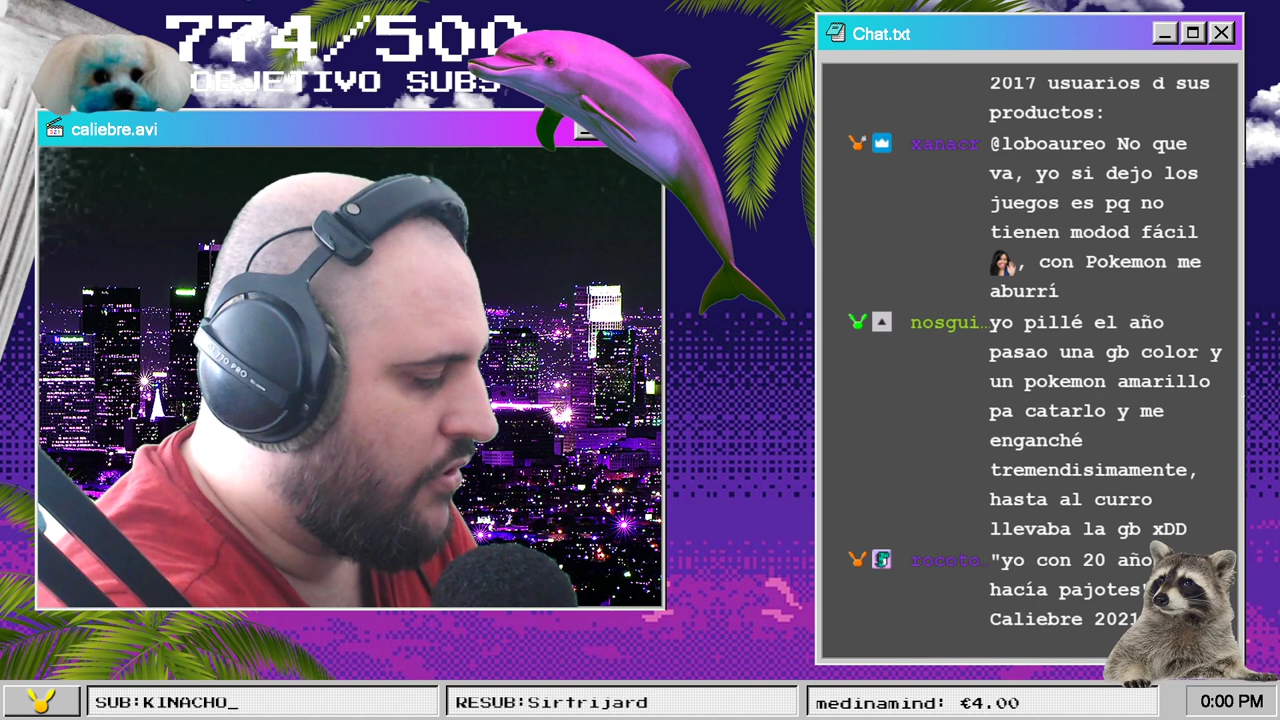 774/500
OBJETIVO SUBS
caliebre.avi
Chat.txt
2017 usuarios d sus
productos:
xanacr @loboaureo No que
va, yo si dejo los
juegos es pq no
tienen modod fácil
, con Pokemon me
aburrí
nosgui… yo pillé el año
pasao una gb color y
un pokemon amarillo
pa catarlo y me
enganché
tremendisimamente,
hasta al curro
llevaba la gb xDD
rocoto… "yo con 20 año
hacía pajotes"
Caliebre 2021
SUB:KINACHO_
RESUB:Sirtrijard
medinamind: €4.00
0:00 PM